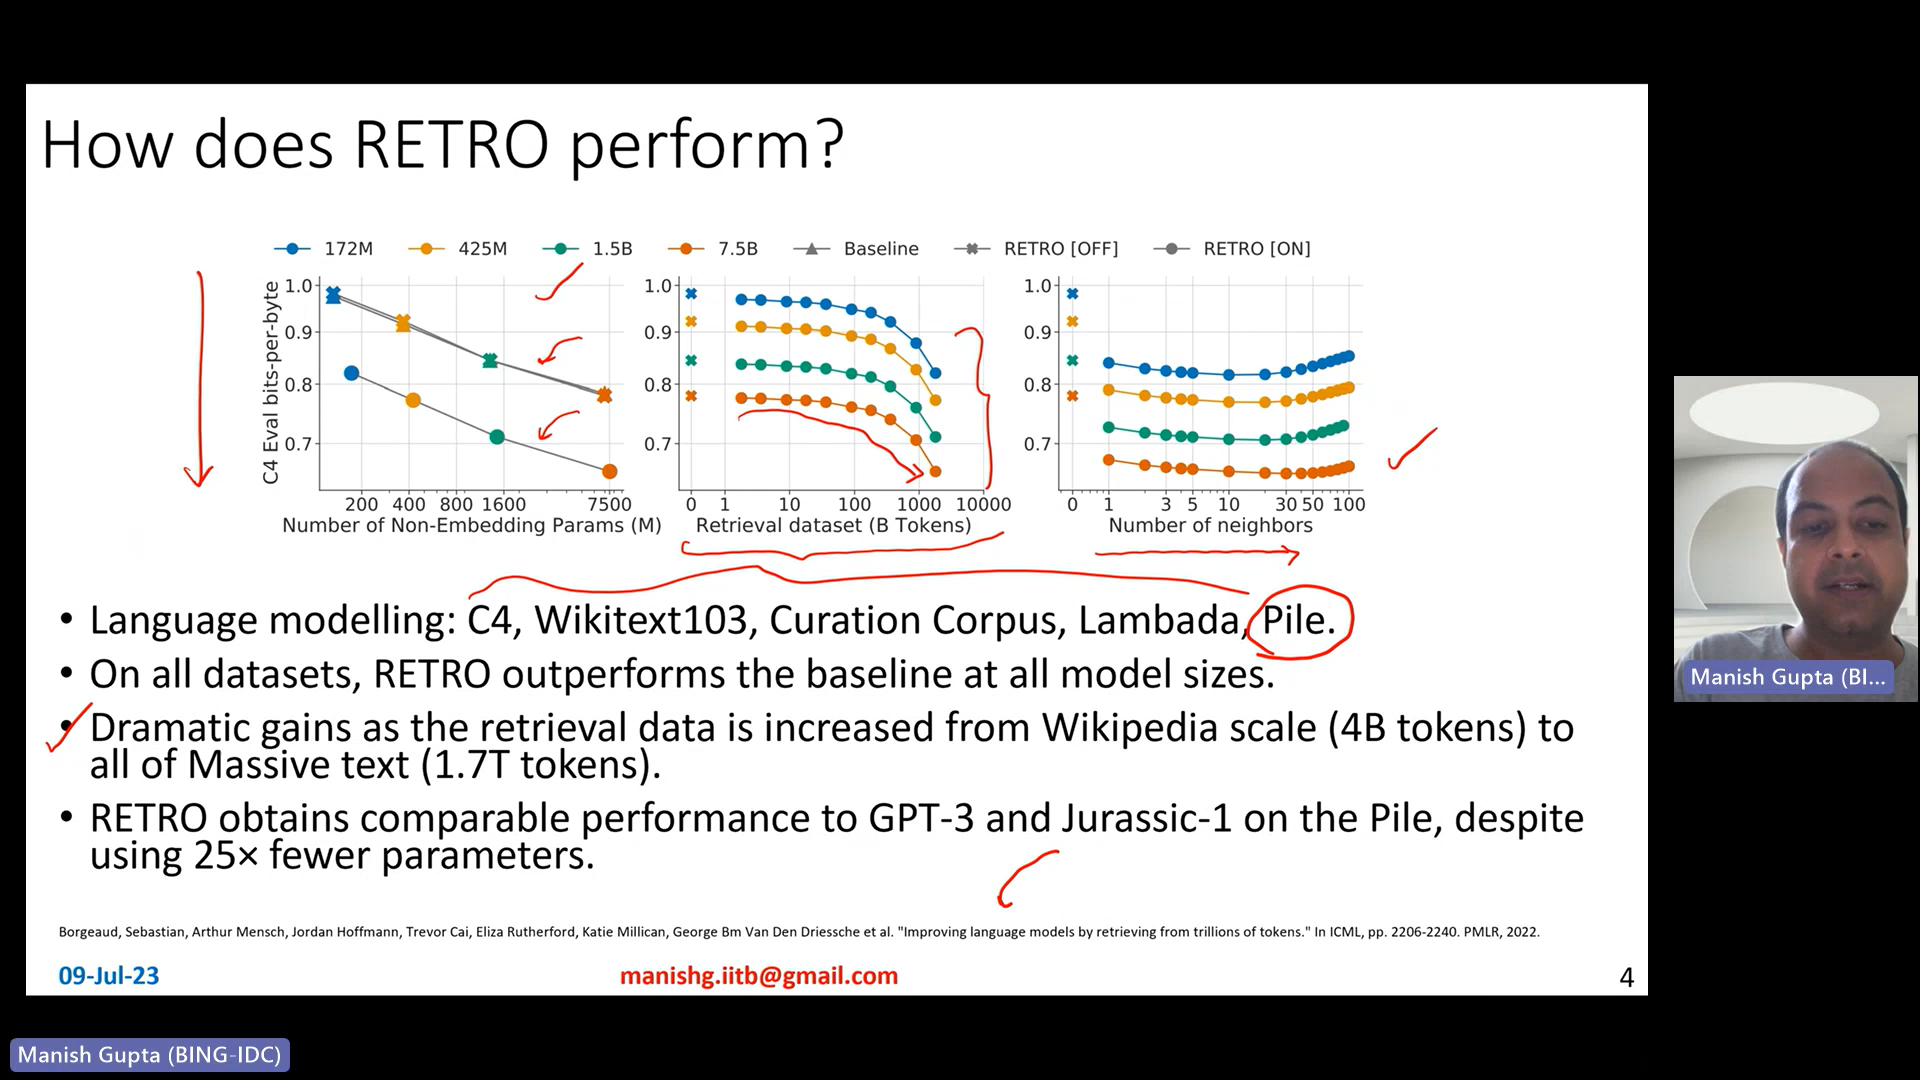 How does RETRO perform?
172M 425M 1.5B 7.5B Baseline RETRO [OFF] RETRO [ON]
C4 Eval bits-per-byte
1.0 0.9 0.8 0.7
200 400 800 1600 7500
Number of Non-Embedding Params (M)
1.0 0.9 0.8 0.7
0 1 10 100 1000 10000
Retrieval dataset (B Tokens)
1.0 0.9 0.8 0.7
0 1 3 5 10 30 50 100
Number of neighbors
• Language modelling: C4, Wikitext103, Curation Corpus, Lambada, Pile.
• On all datasets, RETRO outperforms the baseline at all model sizes.
• Dramatic gains as the retrieval data is increased from Wikipedia scale (4B tokens) to
all of Massive text (1.7T tokens).
• RETRO obtains comparable performance to GPT-3 and Jurassic-1 on the Pile, despite
using 25× fewer parameters.
Borgeaud, Sebastian, Arthur Mensch, Jordan Hoffmann, Trevor Cai, Eliza Rutherford, Katie Millican, George Bm Van Den Driessche et al. "Improving language models by retrieving from trillions of tokens." In ICML, pp. 2206-2240. PMLR, 2022.
09-Jul-23 manishg.iitb@gmail.com 4
Manish Gupta (BI...
Manish Gupta (BING-IDC)